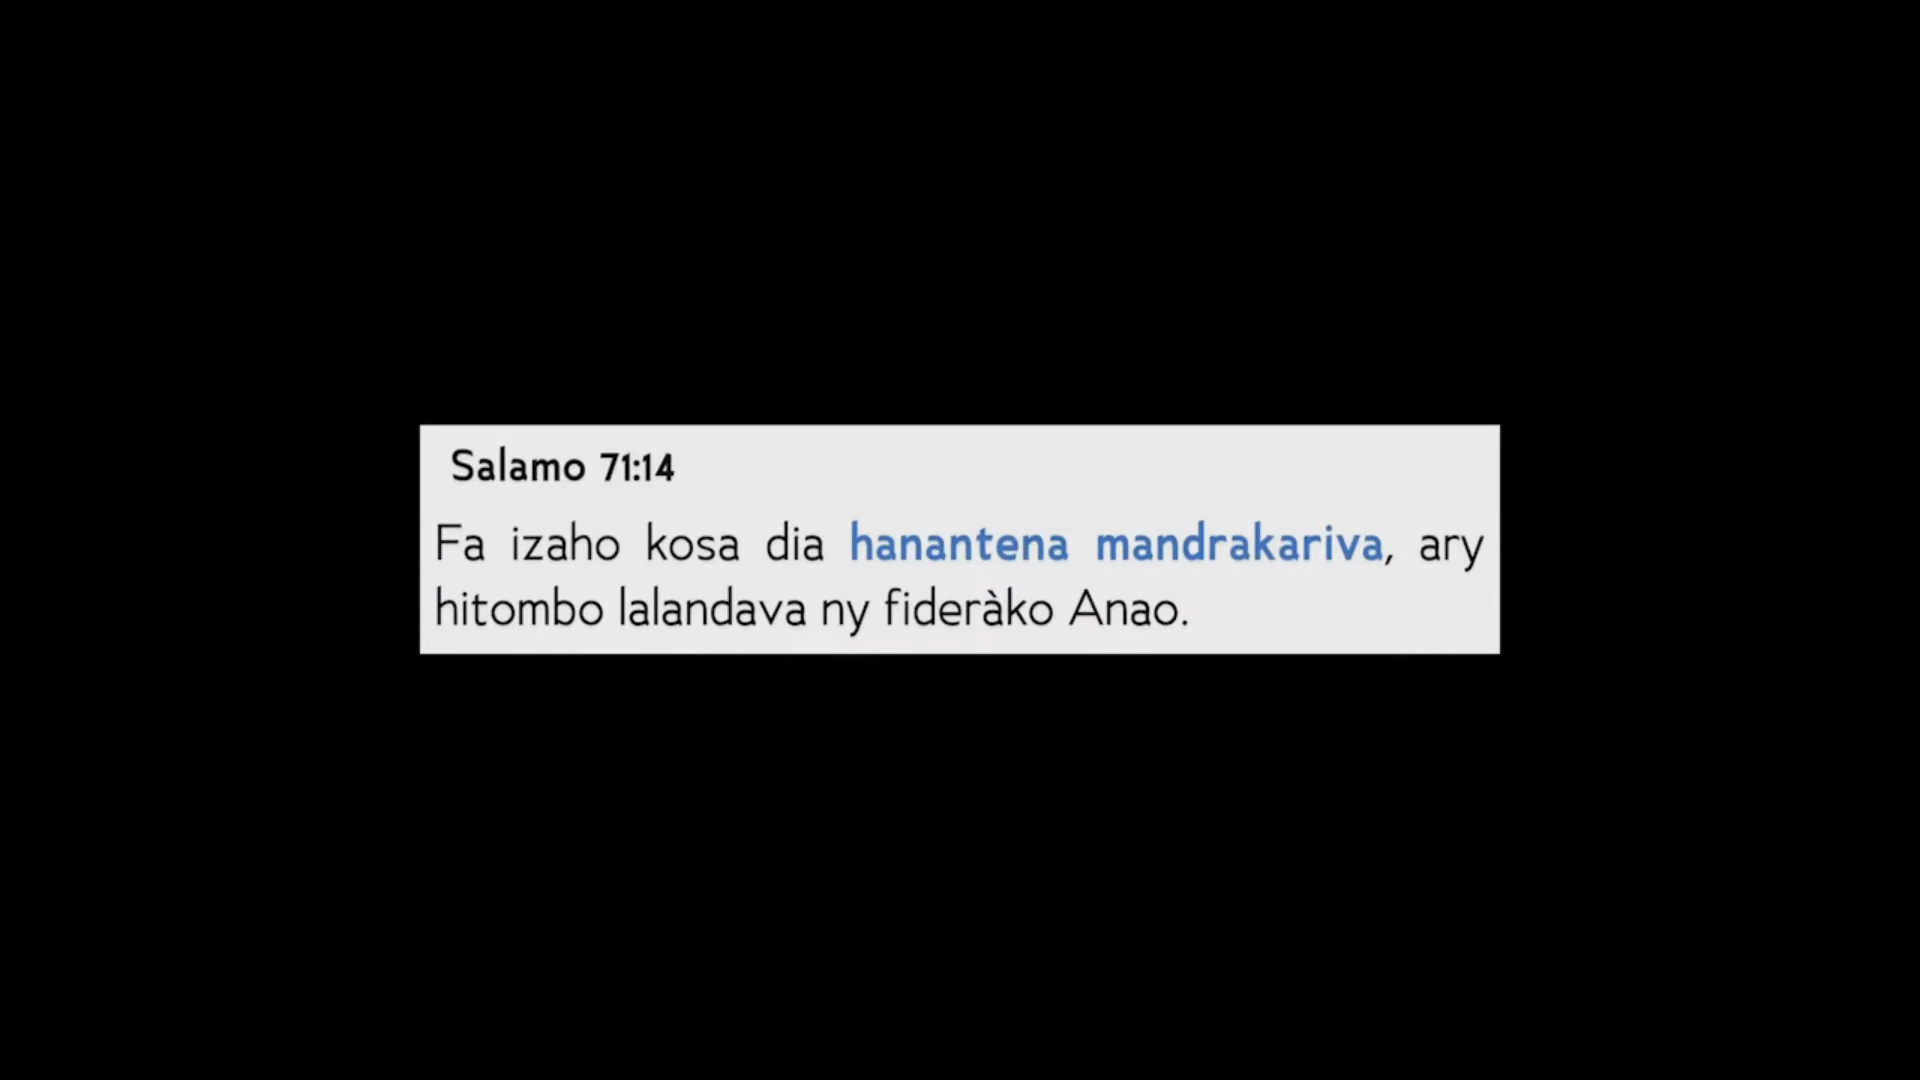 Salamo 71:14
Fa izaho kosa dia hanantena mandrakariva, ary
hitombo lalandava ny fideràko Anao.